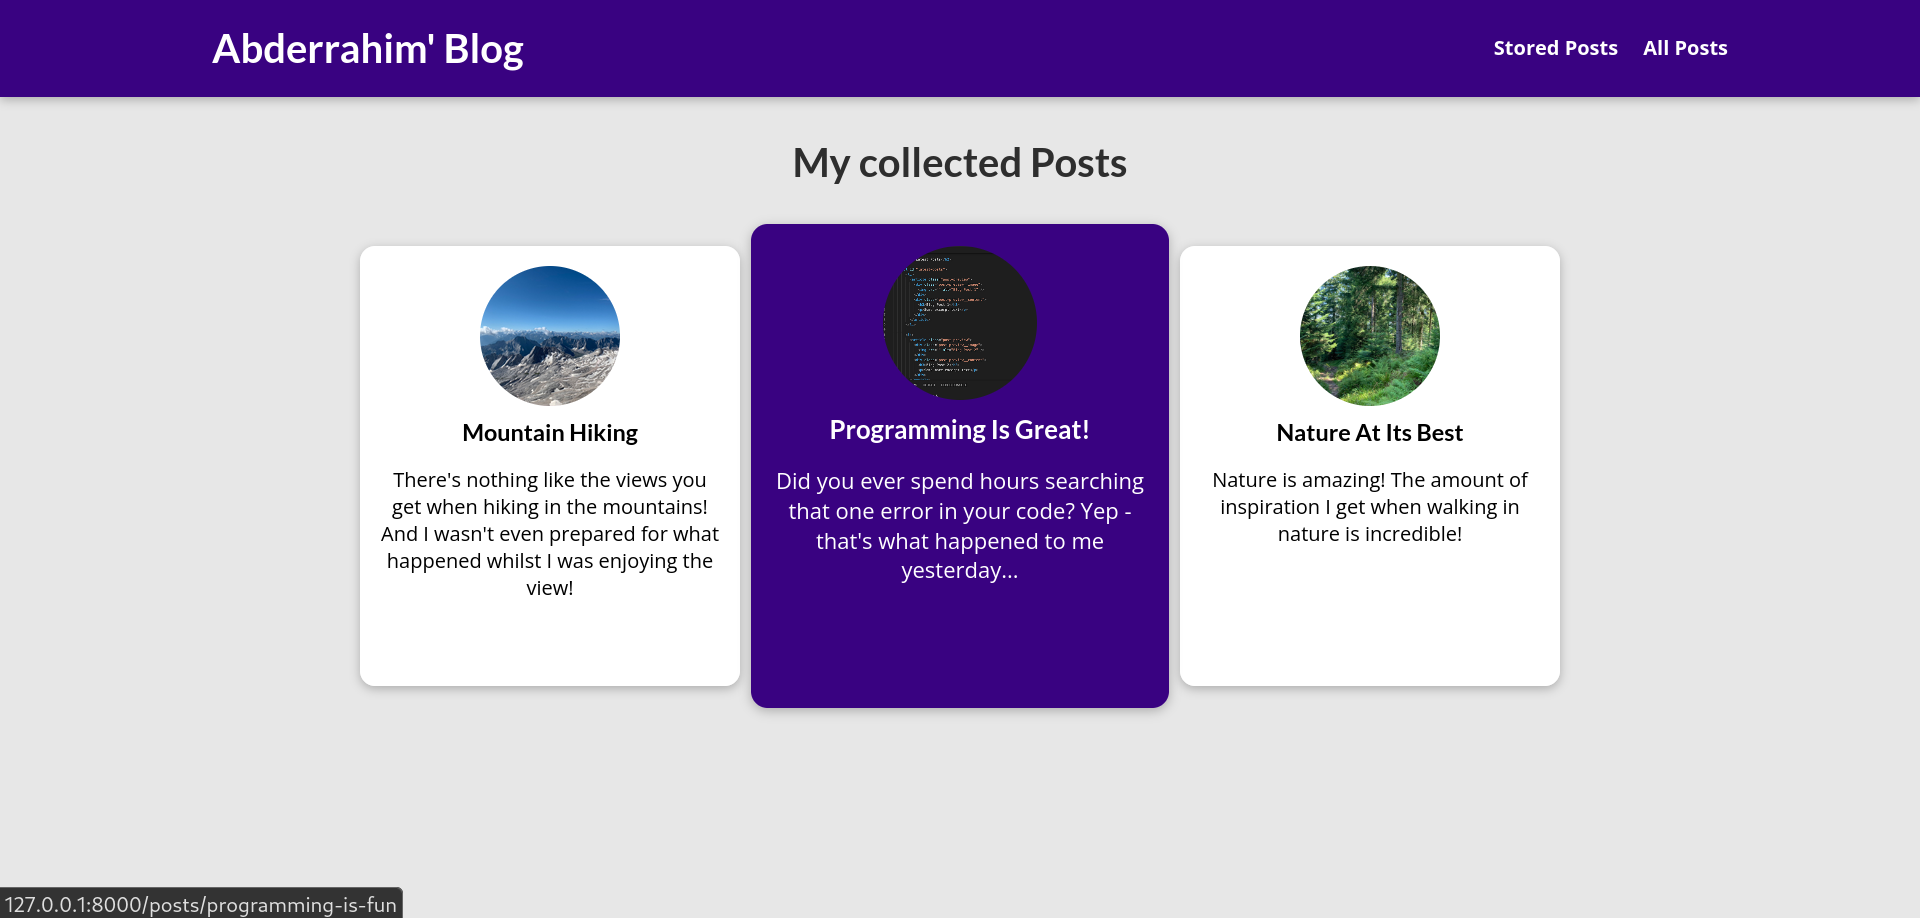 Abderrahim' Blog
Stored Posts All Posts
My collected Posts
Mountain Hiking
There's nothing like the views you
get when hiking in the mountains!
And I wasn't even prepared for what
happened whilst I was enjoying the
view!
Programming Is Great!
Did you ever spend hours searching
that one error in your code? Yep -
that's what happened to me
yesterday...
Nature At Its Best
Nature is amazing! The amount of
inspiration I get when walking in
nature is incredible!
127.0.0.1:8000/posts/programming-is-fun